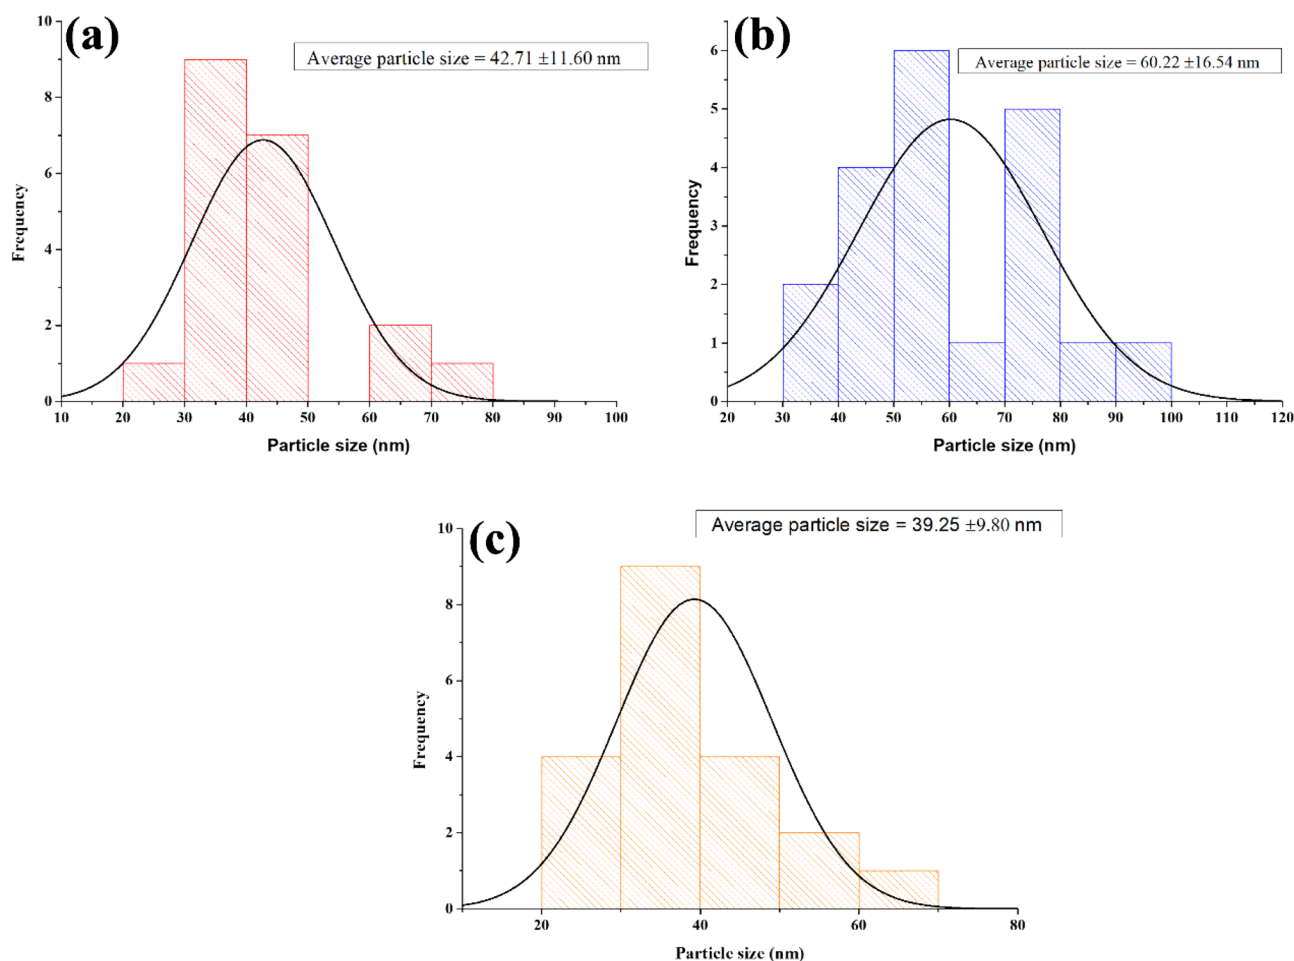 (a)
Average particle size = 42.71 ±11.60 nm
10
8
6
4
2
0
Frequency
10 20 30 40 50 60 70 80 90 100
Particle size (nm)
(b)
Average particle size = 60.22 ±16.54 nm
6
5
4
3
2
1
0
Frequency
20 30 40 50 60 70 80 90 100 110 120
Particle size (nm)
(c)
Average particle size = 39.25 ±9.80 nm
10
8
6
4
2
0
Frequency
20 40 60 80
Particle size (nm)